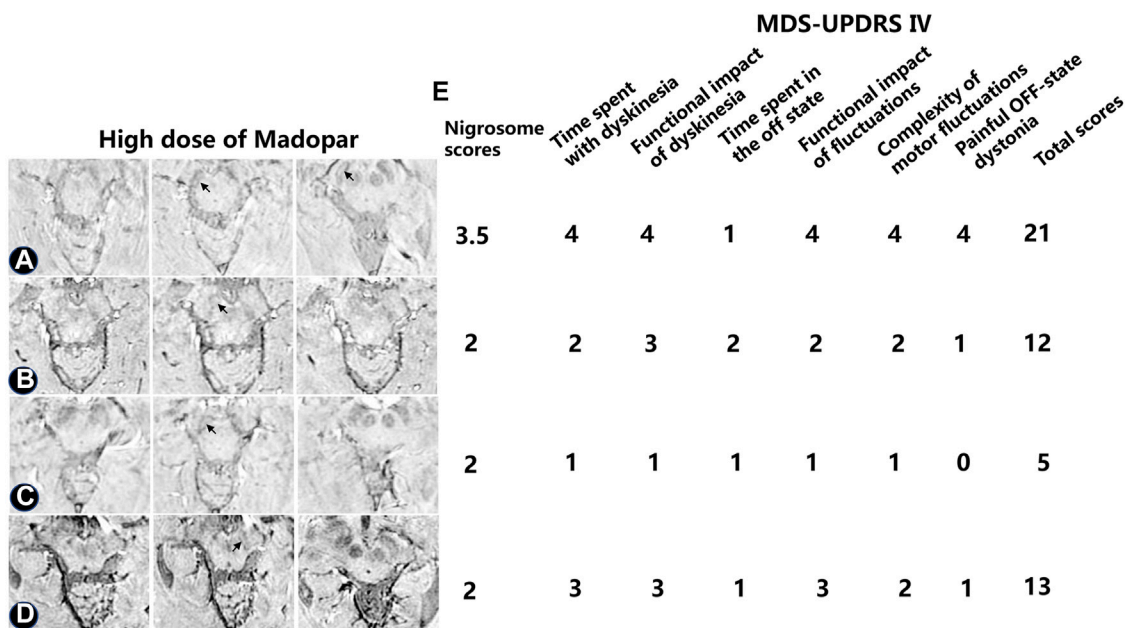 MDS-UPDRS IV
E
Nigrosome
scores
Time spent
with dyskinesia
Functional impact
of dyskinesia
Time spent in
the off state
Functional impact
of fluctuations
Complexity of
motor fluctuations
Painful OFF-state
dystonia
Total scores
High dose of Madopar
A
3.5 4 4 1 4 4 4 21
B
2 2 3 2 2 2 1 12
C
2 1 1 1 1 1 0 5
D
2 3 3 1 3 2 1 13